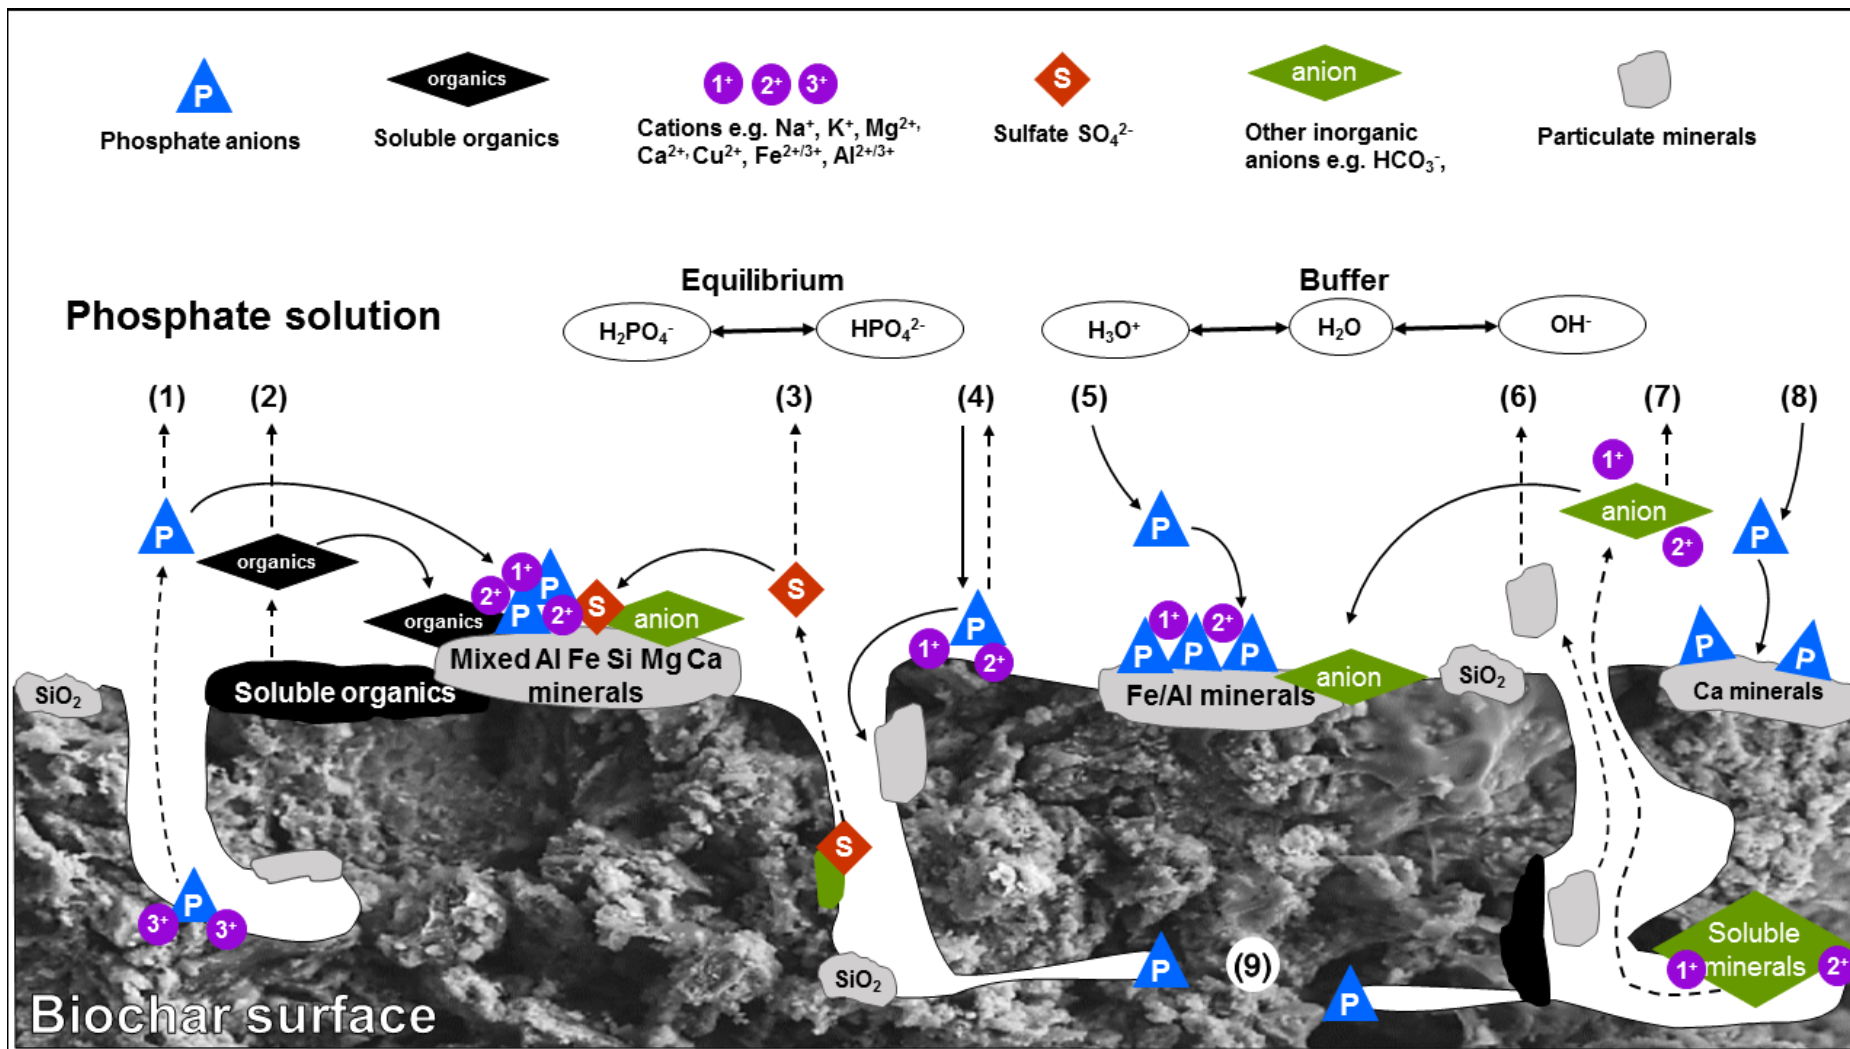 P
organics
1⁺ 2⁺ 3⁺
S
anion
Phosphate anions
Soluble organics
Cations e.g. Na⁺, K⁺, Mg²⁺,
Ca²⁺, Cu²⁺, Fe²⁺/³⁺, Al²⁺/³⁺
Sulfate SO₄²⁻
Other inorganic
anions e.g. HCO₃⁻,
Particulate minerals
Phosphate solution
Equilibrium
H₂PO₄⁻
HPO₄²⁻
Buffer
H₃O⁺
H₂O
OH⁻
(1)
(2)
(3)
(4)
(5)
(6)
(7)
(8)
1⁺
anion
2⁺
P
organics
P
P
1⁺
P
2⁺
S
S
organics
P
2⁺
anion
P
1⁺
2⁺
1⁺
2⁺
P
P
P
anion
P
P
SiO₂
Soluble organics
Mixed Al Fe Si Mg Ca
minerals
Fe/Al minerals
SiO₂
Ca minerals
S
P
3⁺
3⁺
SiO₂
P
(9)
P
Soluble
minerals
1⁺
2⁺
Biochar surface